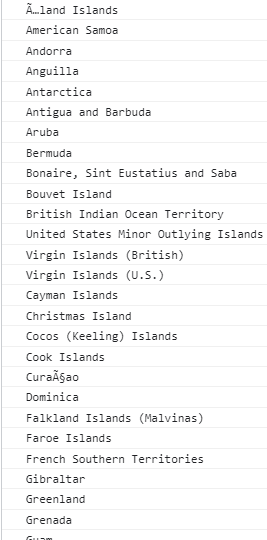 Ã…land Islands
American Samoa
Andorra
Anguilla
Antarctica
Antigua and Barbuda
Aruba
Bermuda
Bonaire, Sint Eustatius and Saba
Bouvet Island
British Indian Ocean Territory
United States Minor Outlying Islands
Virgin Islands (British)
Virgin Islands (U.S.)
Cayman Islands
Christmas Island
Cocos (Keeling) Islands
Cook Islands
CuraÃ§ao
Dominica
Falkland Islands (Malvinas)
Faroe Islands
French Southern Territories
Gibraltar
Greenland
Grenada
Guam